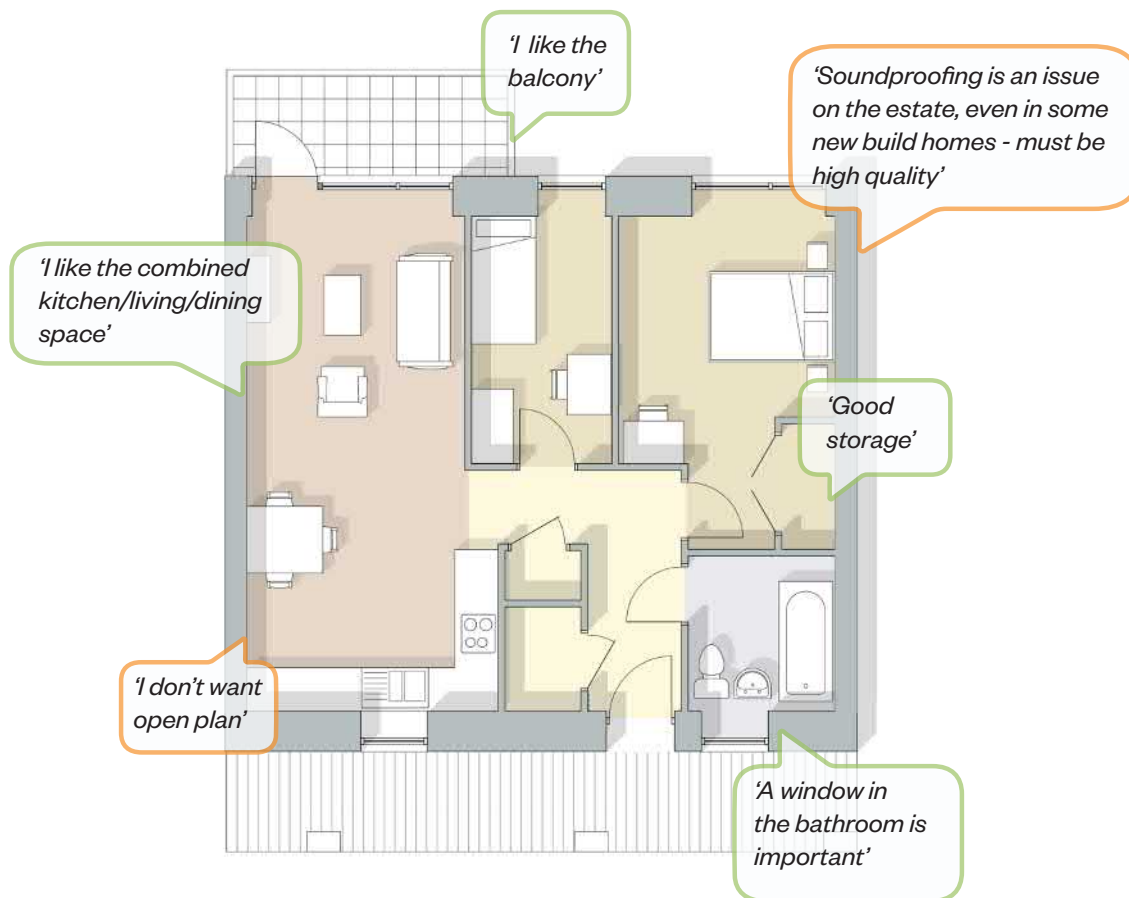 ‘I like the
balcony’
‘Soundproofing is an issue
on the estate, even in some
new build homes - must be
high quality’
‘I like the combined
kitchen/living/dining
space’
‘Good
storage’
‘I don’t want
open plan’
‘A window in
the bathroom is
important’